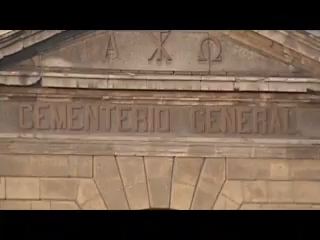 Α ☧ Ω
CEMENTERIO GENERAL